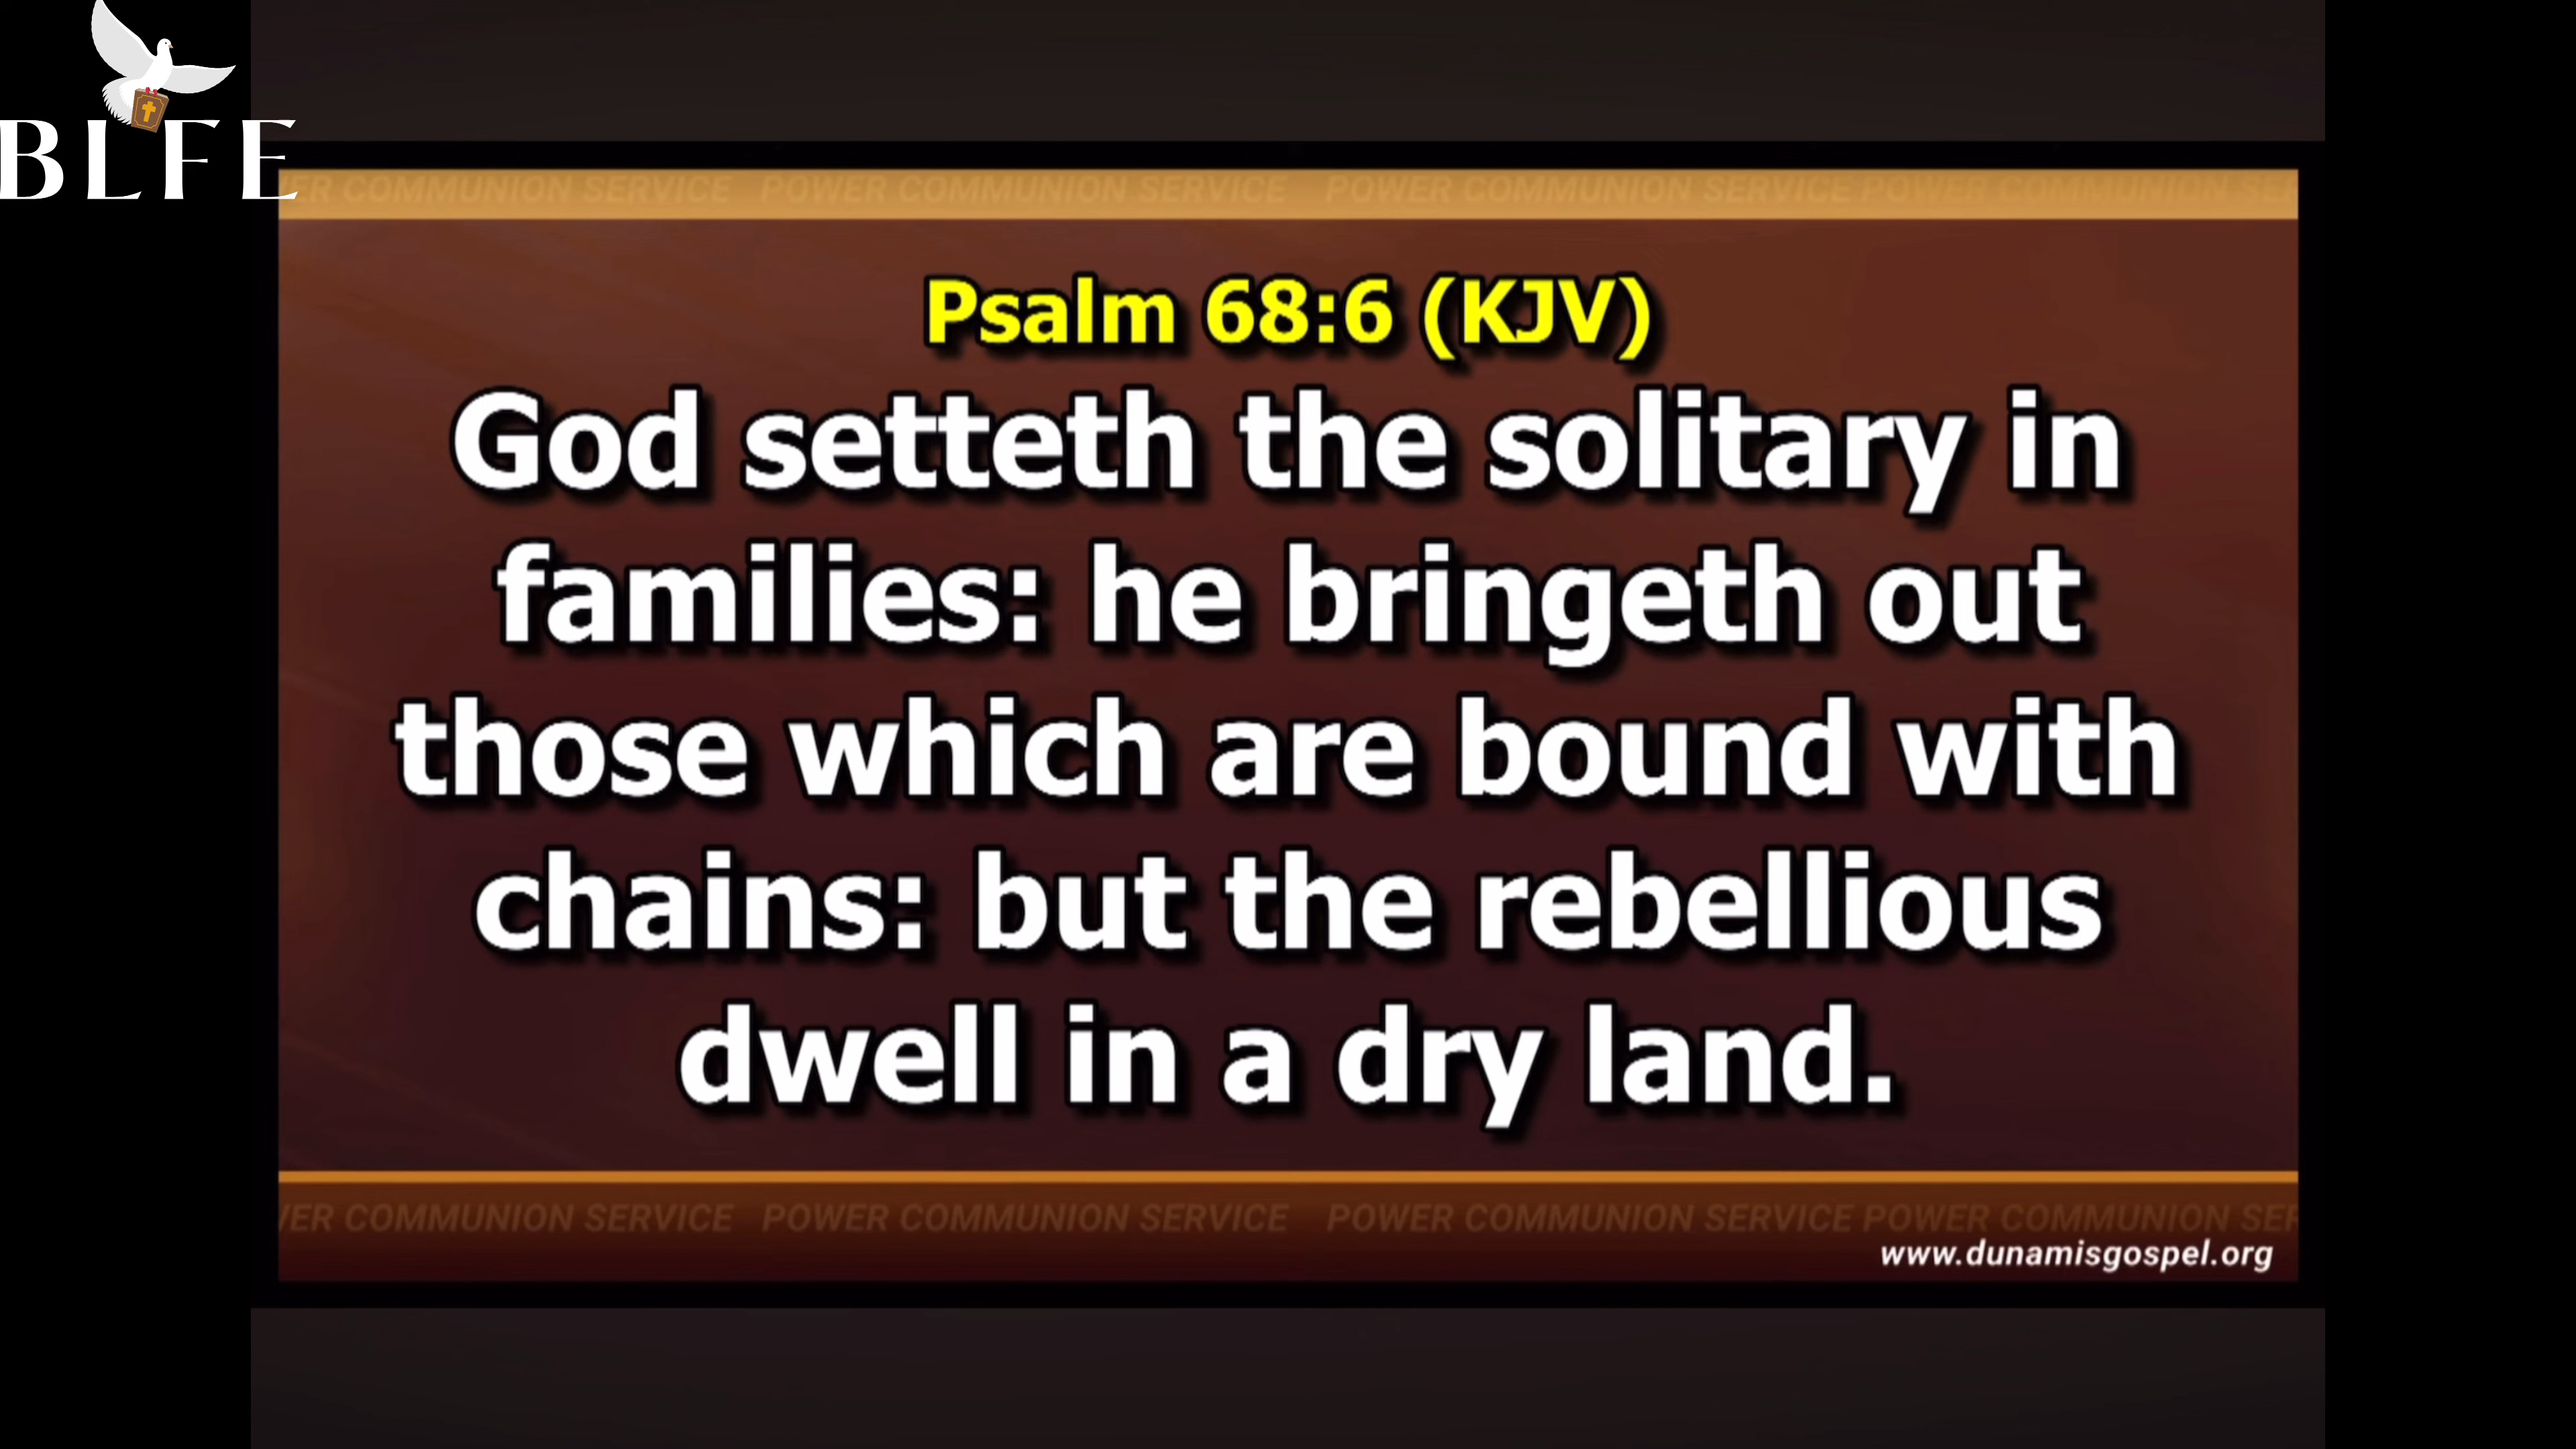 BLFE
ER COMMUNION SERVICE POWER COMMUNION SERVICE POWER COMMUNION SERVICE POWER COMMUNION SE
Psalm 68:6 (KJV)
God setteth the solitary in
families: he bringeth out
those which are bound with
chains: but the rebellious
dwell in a dry land.
ER COMMUNION SERVICE POWER COMMUNION SERVICE POWER COMMUNION SERVICE POWER COMMUNION SER
www.dunamisgospel.org